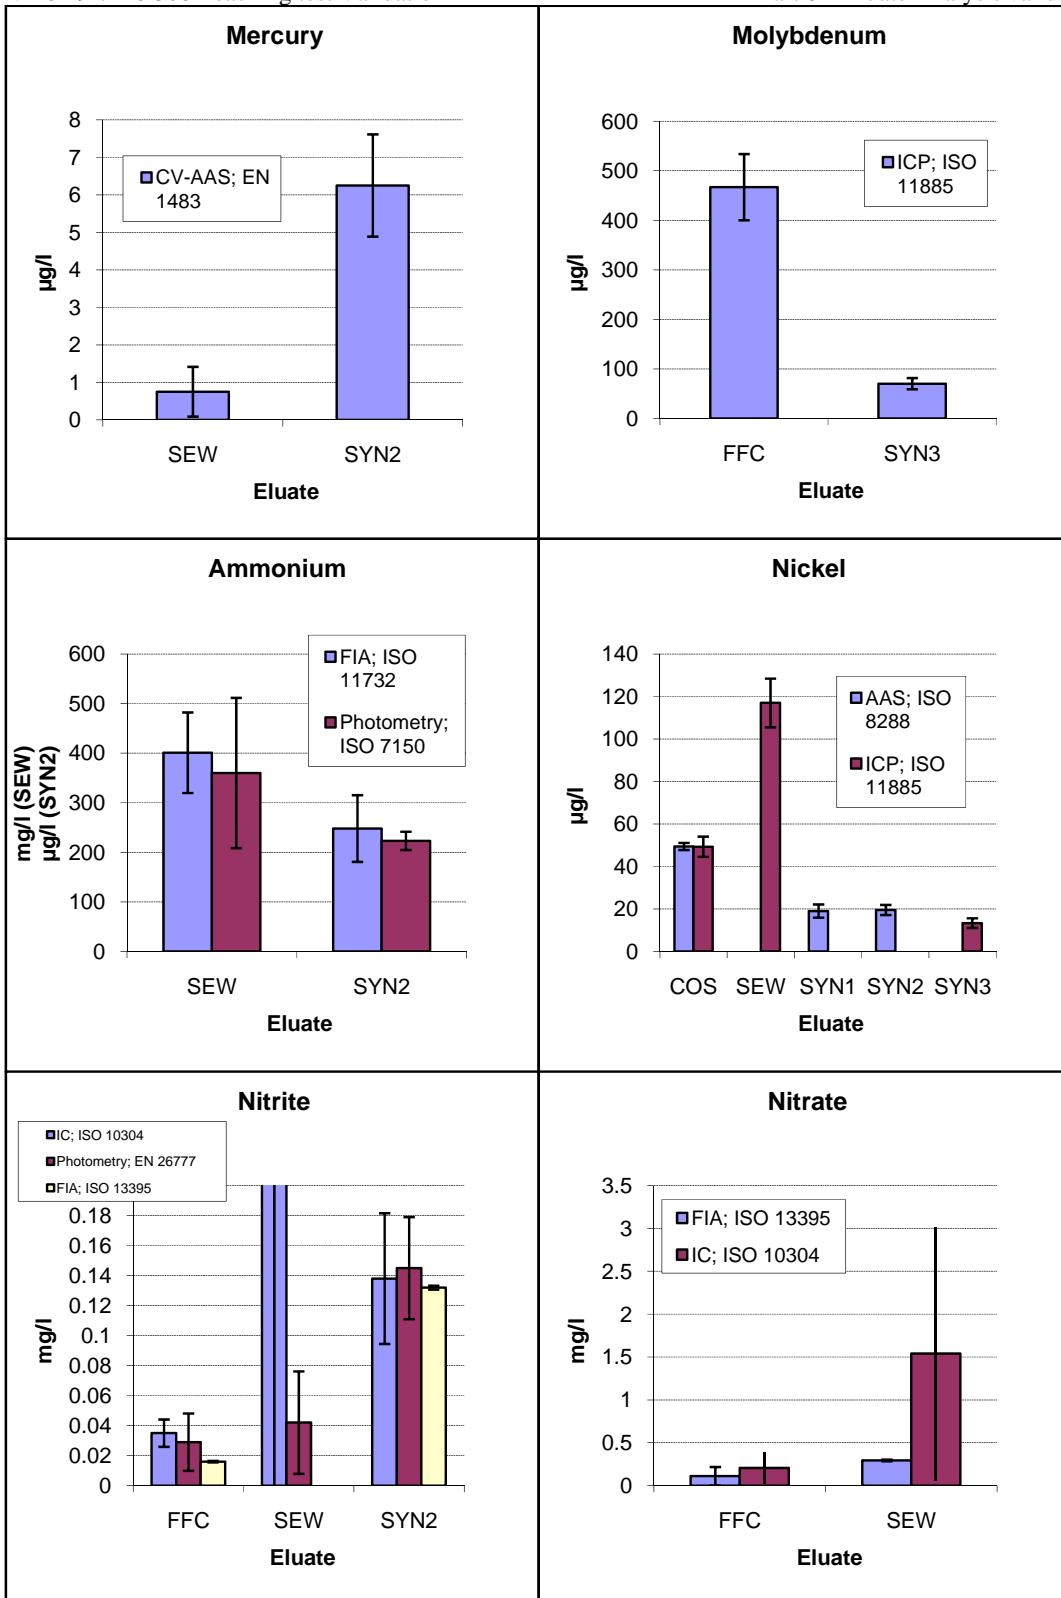 Mercury
8
7
6
5
4
3
2
1
0
µg/l
CV-AAS; EN
1483
SEW
SYN2
Eluate
Molybdenum
600
500
400
300
200
100
0
µg/l
ICP; ISO
11885
FFC
SYN3
Eluate
Ammonium
600
500
400
300
200
100
0
mg/l (SEW)
µg/l (SYN2)
FIA; ISO
11732
Photometry;
ISO 7150
SEW
SYN2
Eluate
Nickel
140
120
100
80
60
40
20
0
µg/l
AAS; ISO
8288
ICP; ISO
11885
COS SEW SYN1 SYN2 SYN3
Eluate
Nitrite
IC; ISO 10304
Photometry; EN 26777
FIA; ISO 13395
0.18
0.16
0.14
0.12
0.1
0.08
0.06
0.04
0.02
0
mg/l
FFC
SEW
SYN2
Eluate
Nitrate
3.5
3
2.5
2
1.5
1
0.5
0
mg/l
FIA; ISO 13395
IC; ISO 10304
FFC
SEW
Eluate